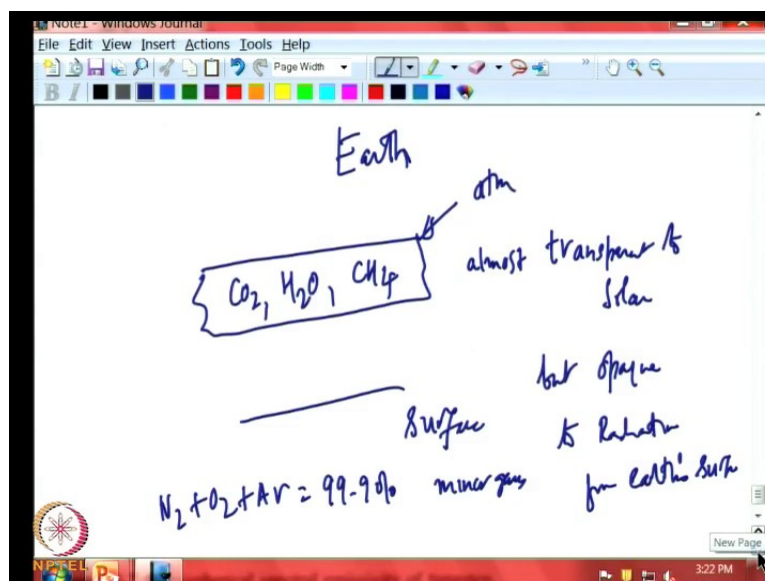 Note1 - Windows Journal
File Edit View Insert Actions Tools Help
Page Width
B I
Earth
atm
almost transparent to
Solar
CO2, H2O, CH4
but opaque
Surface
to Radiation
N2+O2+Ar = 99.9% minor gases
from earth's surface
NPTEL
New Page
3:22 PM